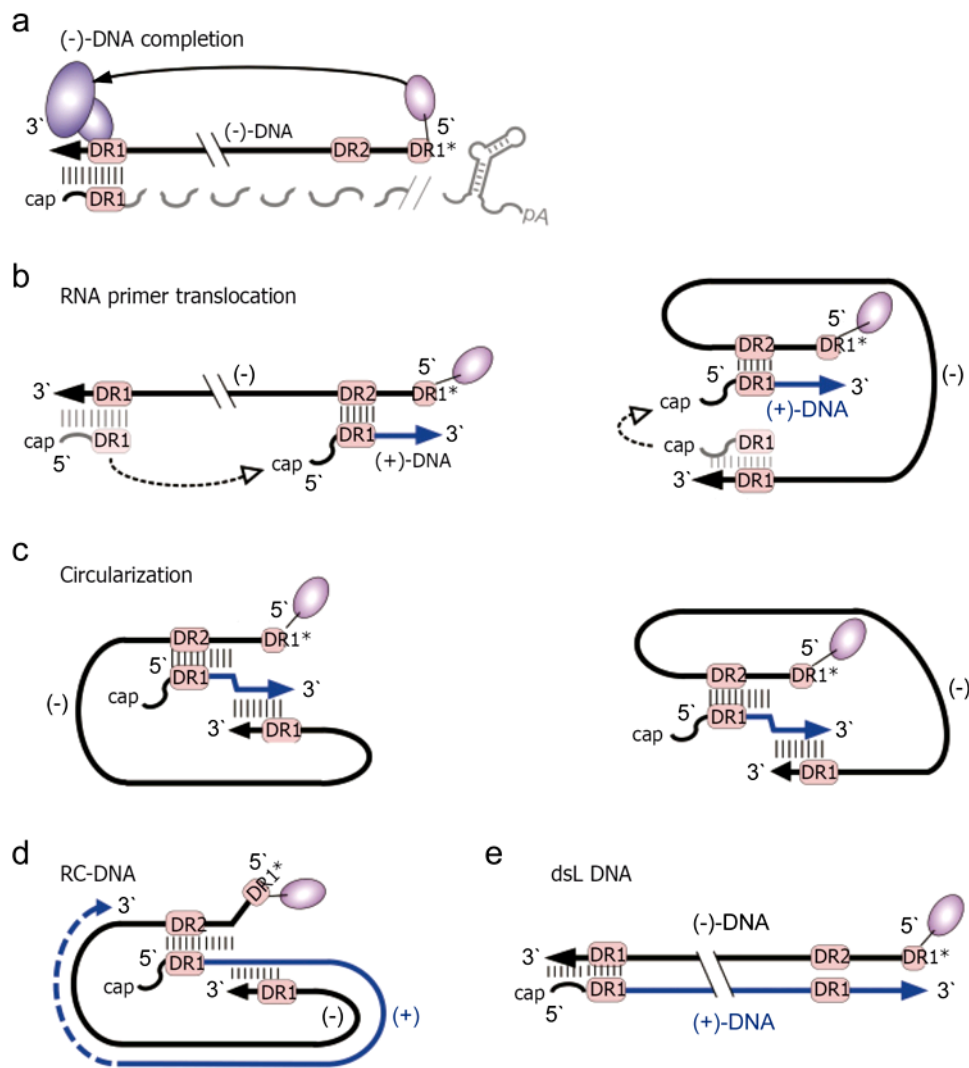 a
(-)-DNA completion
3`
5`
(-)-DNA
DR1
DR2
DR1*
cap
DR1
pA
b
RNA primer translocation
5`
3`
DR1
(-)
DR2
DR1*
cap
DR1
5`
DR1
3`
cap
(+)-DNA
5`
5`
DR2
DR1*
5`
DR1
3`
(-)
cap
(+)-DNA
cap
DR1
3`
DR1
c
Circularization
5`
DR2
DR1*
5`
DR1
3`
(-)
cap
3`
DR1
5`
DR2
DR1*
(-)
5`
DR1
3`
cap
3`
DR1
d
RC-DNA
5`
DR1*
3`
DR2
5`
DR1
cap
3`
DR1
(-)
(+)
e
dsL DNA
5`
(-)-DNA
3`
DR1
DR2
DR1*
cap
DR1
DR1
3`
5`
(+)-DNA